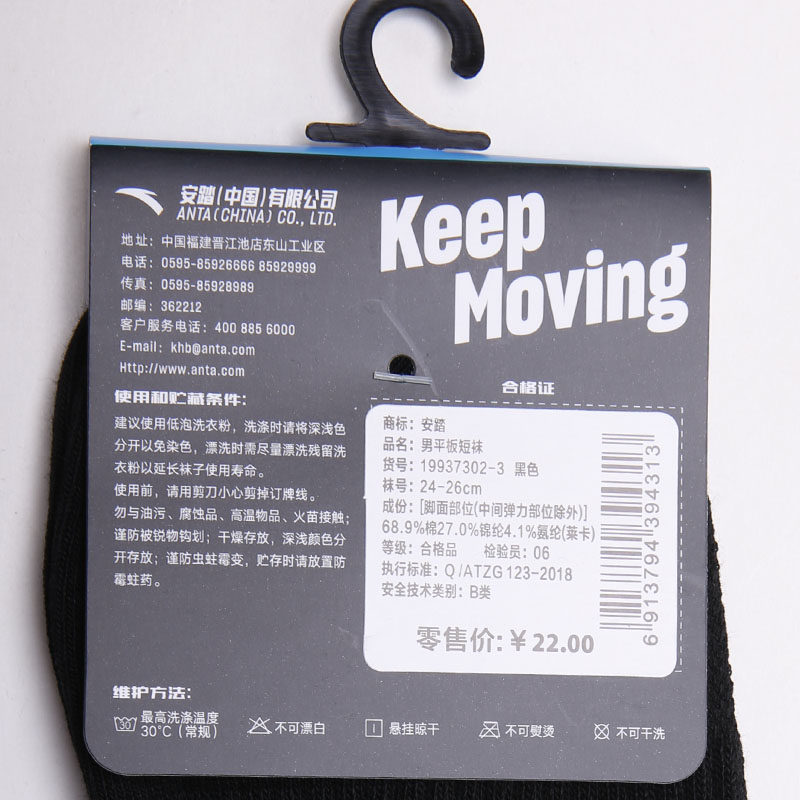 安踏(中国)有限公司
ANTA(CHINA) CO., LTD.
地址：中国福建晋江池店东山工业区
电话：0595-85926666 85929999
传真：0595-85928989
邮编：362212
客户服务电话：400 885 6000
E-mail: khb@anta.com
Http://www.anta.com
使用和贮藏条件：
建议使用低泡洗衣粉，洗涤时请将深浅色
分开以免染色，漂洗时需尽量漂洗残留洗
衣粉以延长袜子使用寿命。
使用前，请用剪刀小心剪掉订牌线。
勿与油污、腐蚀品、高温物品、火苗接触；
谨防被锐物钩划；干燥存放，深浅颜色分
开存放；谨防虫蛀霉变，贮存时请放置防
霉蛀药。
Keep
Moving
合格证
商标：安踏
品名：男平板短袜
货号：19937302-3 黑色
袜号：24-26cm
成份：[脚面部位(中间弹力部位除外)]
68.9%棉27.0%锦纶4.1%氨纶(莱卡)
等级：合格品 检验员：06
执行标准：Q/ATZG 123-2018
安全技术类别：B类
零售价:￥22.00
6913794394313
维护方法：
30 最高洗涤温度
30℃（常规）
不可漂白
悬挂晾干
不可熨烫
不可干洗